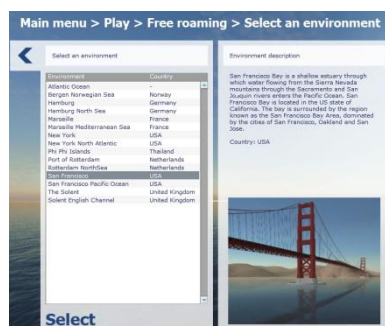 Main menu > Play > Free roaming > Select an environment
Select an environment
Environment Country
Atlantic Ocean -
Bergen Norwegian Sea Norway
Hamburg Germany
Hamburg North Sea Germany
Marseille France
Marseille Mediterranean Sea France
New York USA
New York North Atlantic USA
Phi Phi Islands Thailand
Port of Rotterdam Netherlands
Rotterdam NorthSea Netherlands
San Francisco USA
San Francisco Pacific Ocean USA
The Solent United Kingdom
Solent English Channel United Kingdom
Select
Environment description
San Francisco Bay is a shallow estuary through
which water flowing from the Sierra Nevada
mountains through the Sacramento and San
Joaquin rivers enters the Pacific Ocean. San
Francisco Bay is located in the US state of
California. The bay is surrounded by the region
known as the San Francisco Bay Area, dominated
by the cities of San Francisco, Oakland and San
Jose.
Country: USA